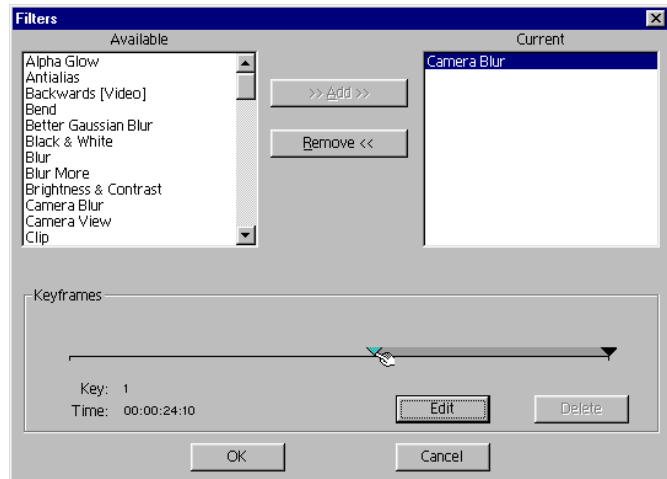 Filters
Available
Current
Alpha Glow
Antialias
Backwards [Video]
Bend
Better Gaussian Blur
Black & White
Blur
Blur More
Brightness & Contrast
Camera Blur
Camera View
Clip
>> Add >>
Remove <<
Camera Blur
Keyframes
Key: 1
Time: 00:00:24:10
Edit
Delete
OK
Cancel